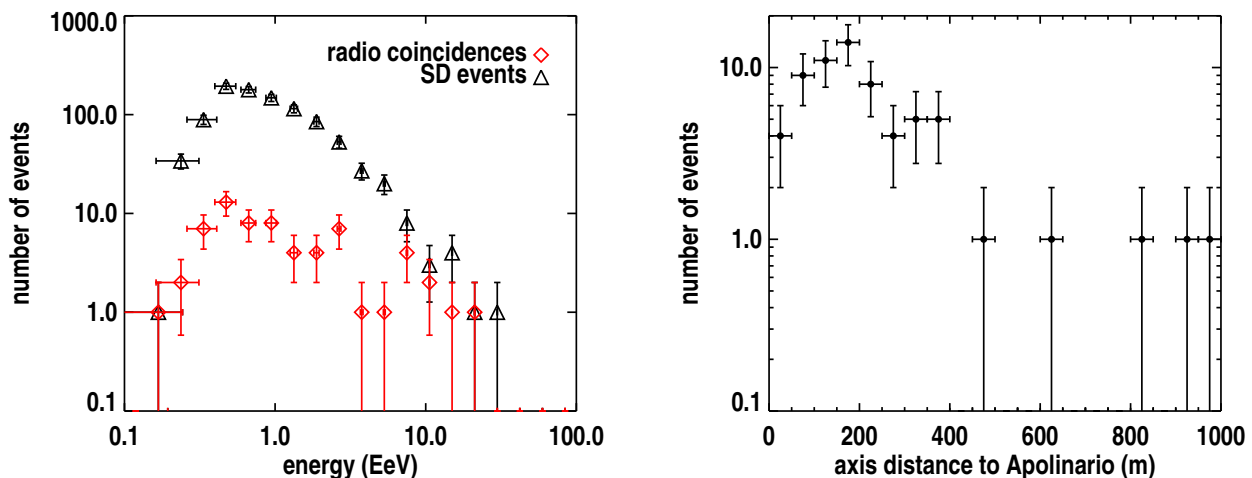 1000.0
100.0
10.0
1.0
0.1
number of events
radio coincidences
SD events
0.1 1.0 10.0 100.0
energy (EeV)
10.0
1.0
0.1
number of events
0 200 400 600 800 1000
axis distance to Apolinario (m)